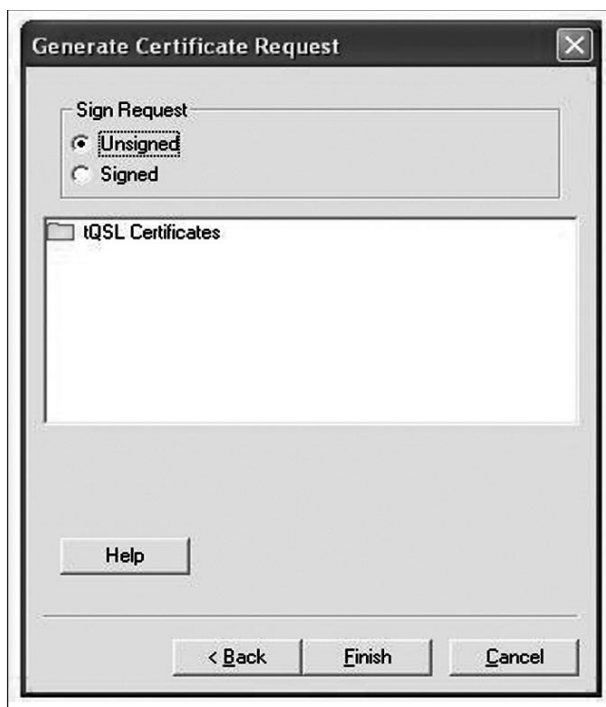 Generate Certificate Request
Sign Request
Unsigned
Signed
tQSL Certificates
Help
< Back Finish Cancel